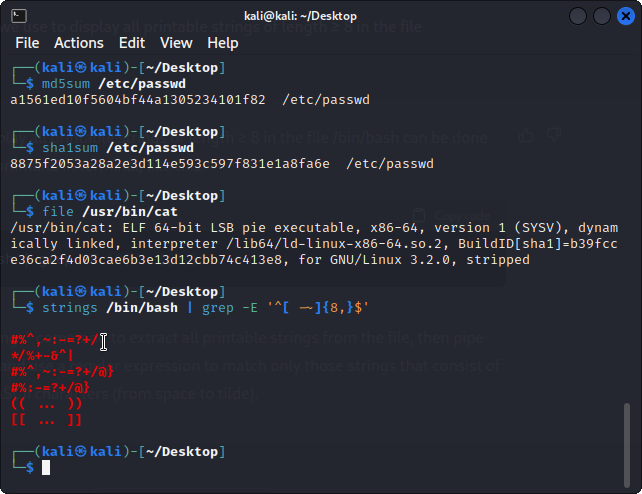 kali@kali: ~/Desktop
File Actions Edit View Help
┌──(kali㉿kali)-[~/Desktop]
└─$ md5sum /etc/passwd
a1561ed10f5604bf44a1305234101f82  /etc/passwd
┌──(kali㉿kali)-[~/Desktop]
└─$ sha1sum /etc/passwd
8875f2053a28a2e3d114e593c597f831e1a8fa6e  /etc/passwd
┌──(kali㉿kali)-[~/Desktop]
└─$ file /usr/bin/cat
/usr/bin/cat: ELF 64-bit LSB pie executable, x86-64, version 1 (SYSV), dynam
ically linked, interpreter /lib64/ld-linux-x86-64.so.2, BuildID[sha1]=b39fcc
e36ca2f4d03cae6b3e13d12cbb74c413e8, for GNU/Linux 3.2.0, stripped
┌──(kali㉿kali)-[~/Desktop]
└─$ strings /bin/bash | grep -E '^[ -~]{8,}$'
#%^,~:-=?+/
*/%+-&^|
#%^,~:-=?+/@}
#%:-=?+/@}
(( ... ))
[[ ... ]]
┌──(kali㉿kali)-[~/Desktop]
└─$